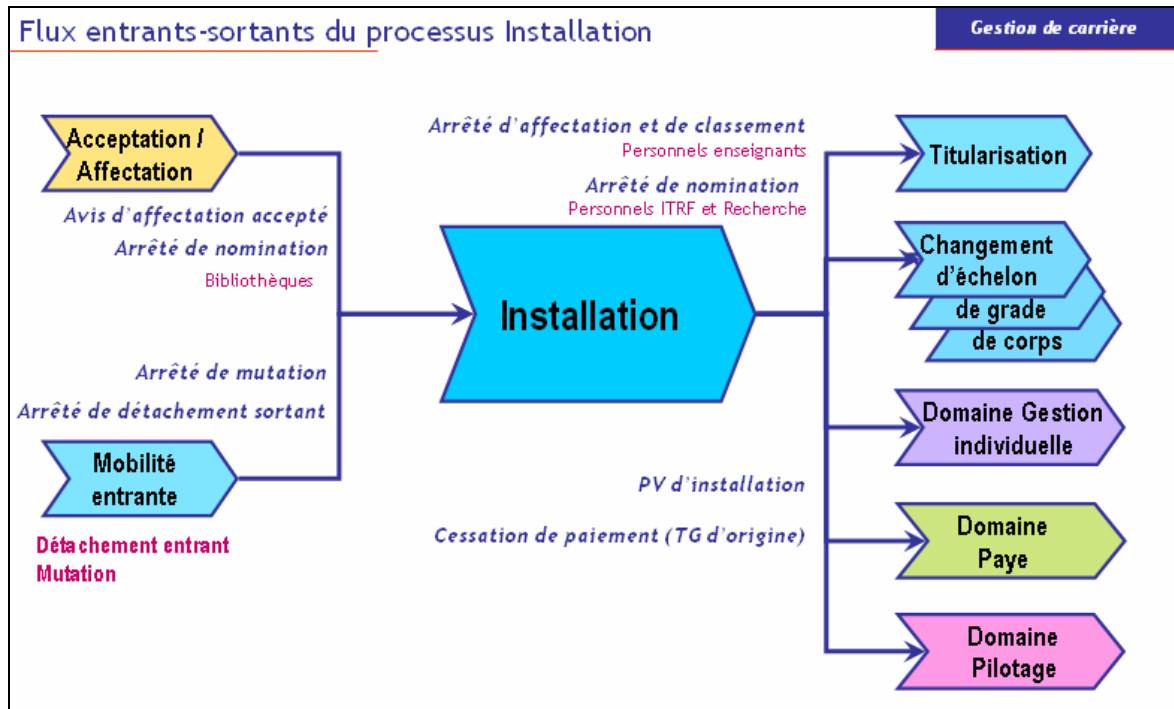 Flux entrants-sortants du processus Installation
Gestion de carrière
Acceptation /
Affectation
Avis d'affectation accepté
Arrêté de nomination
Bibliothèques
Arrêté de mutation
Arrêté de détachement sortant
Mobilité
entrante
Détachement entrant
Mutation
Arrêté d'affectation et de classement
Personnels enseignants
Arrêté de nomination
Personnels ITRF et Recherche
Installation
PV d'installation
Cessation de paiement (TG d'origine)
Titularisation
Changement
d'échelon
de grade
de corps
Domaine Gestion
individuelle
Domaine
Paye
Domaine
Pilotage